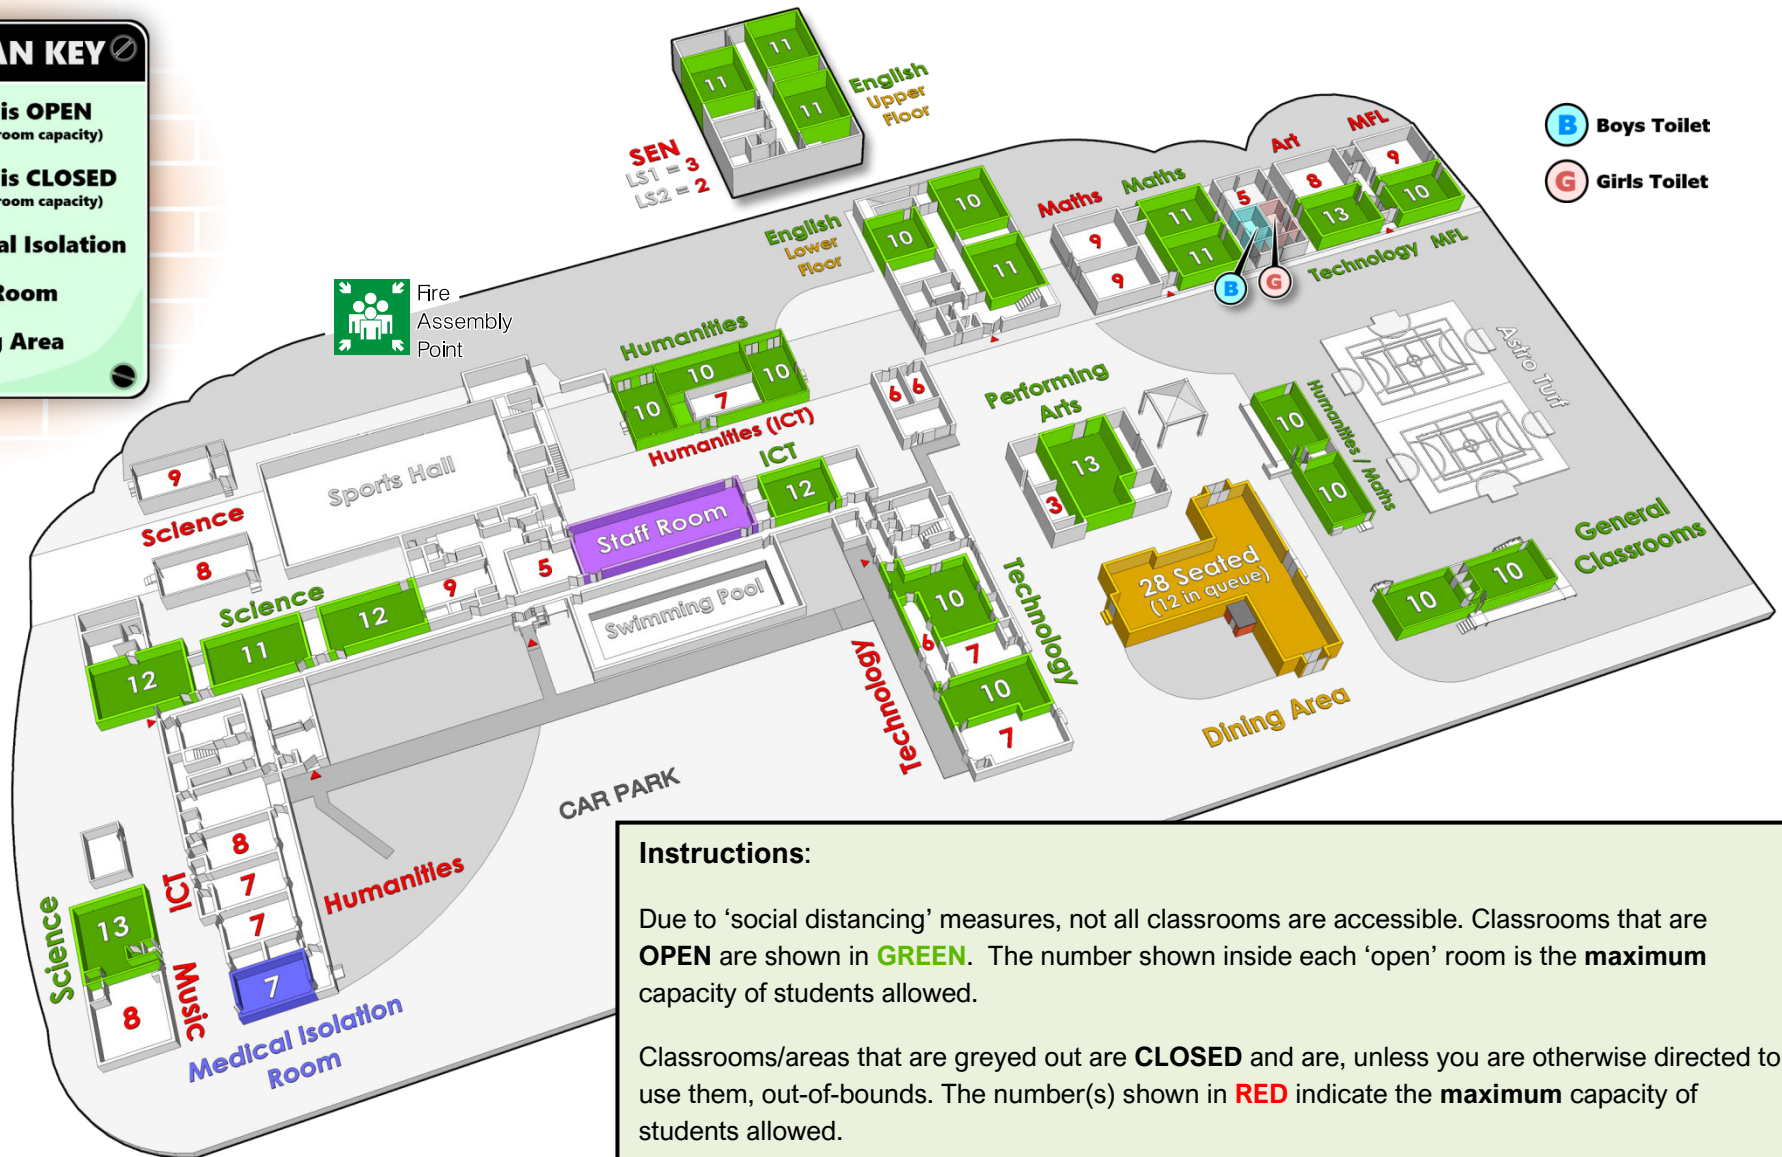 AN KEY
is OPEN
room capacity)
is CLOSED
room capacity)
al Isolation
Room
g Area
11
11
11
English
Upper
Floor
SEN
LS1 = 3
LS2 = 2
B Boys Toilet
G Girls Toilet
Fire
Assembly
Point
English
Lower
Floor
10
10
11
Maths
9
9
Maths
11
11
5
B
G
Art
8
13
Technology
MFL
9
10
MFL
Humanities
10
10
10
7
Humanities (ICT)
6 6
Performing
Arts
13
3
Humanities / Maths
10
10
Astro Turf
General
Classrooms
10
10
Sports Hall
9
Science
8
Science
12
11
12
9
5
Staff Room
ICT
12
Swimming Pool
Technology
10
6
7
10
7
Technology
28 Seated
(12 in queue)
Dining Area
CAR PARK
8
7
7
ICT
Humanities
7
Medical Isolation
Room
Science
13
8
Music
Instructions:
Due to ‘social distancing’ measures, not all classrooms are accessible. Classrooms that are
OPEN are shown in GREEN. The number shown inside each ‘open’ room is the maximum
capacity of students allowed.
Classrooms/areas that are greyed out are CLOSED and are, unless you are otherwise directed to
use them, out-of-bounds. The number(s) shown in RED indicate the maximum capacity of
students allowed.